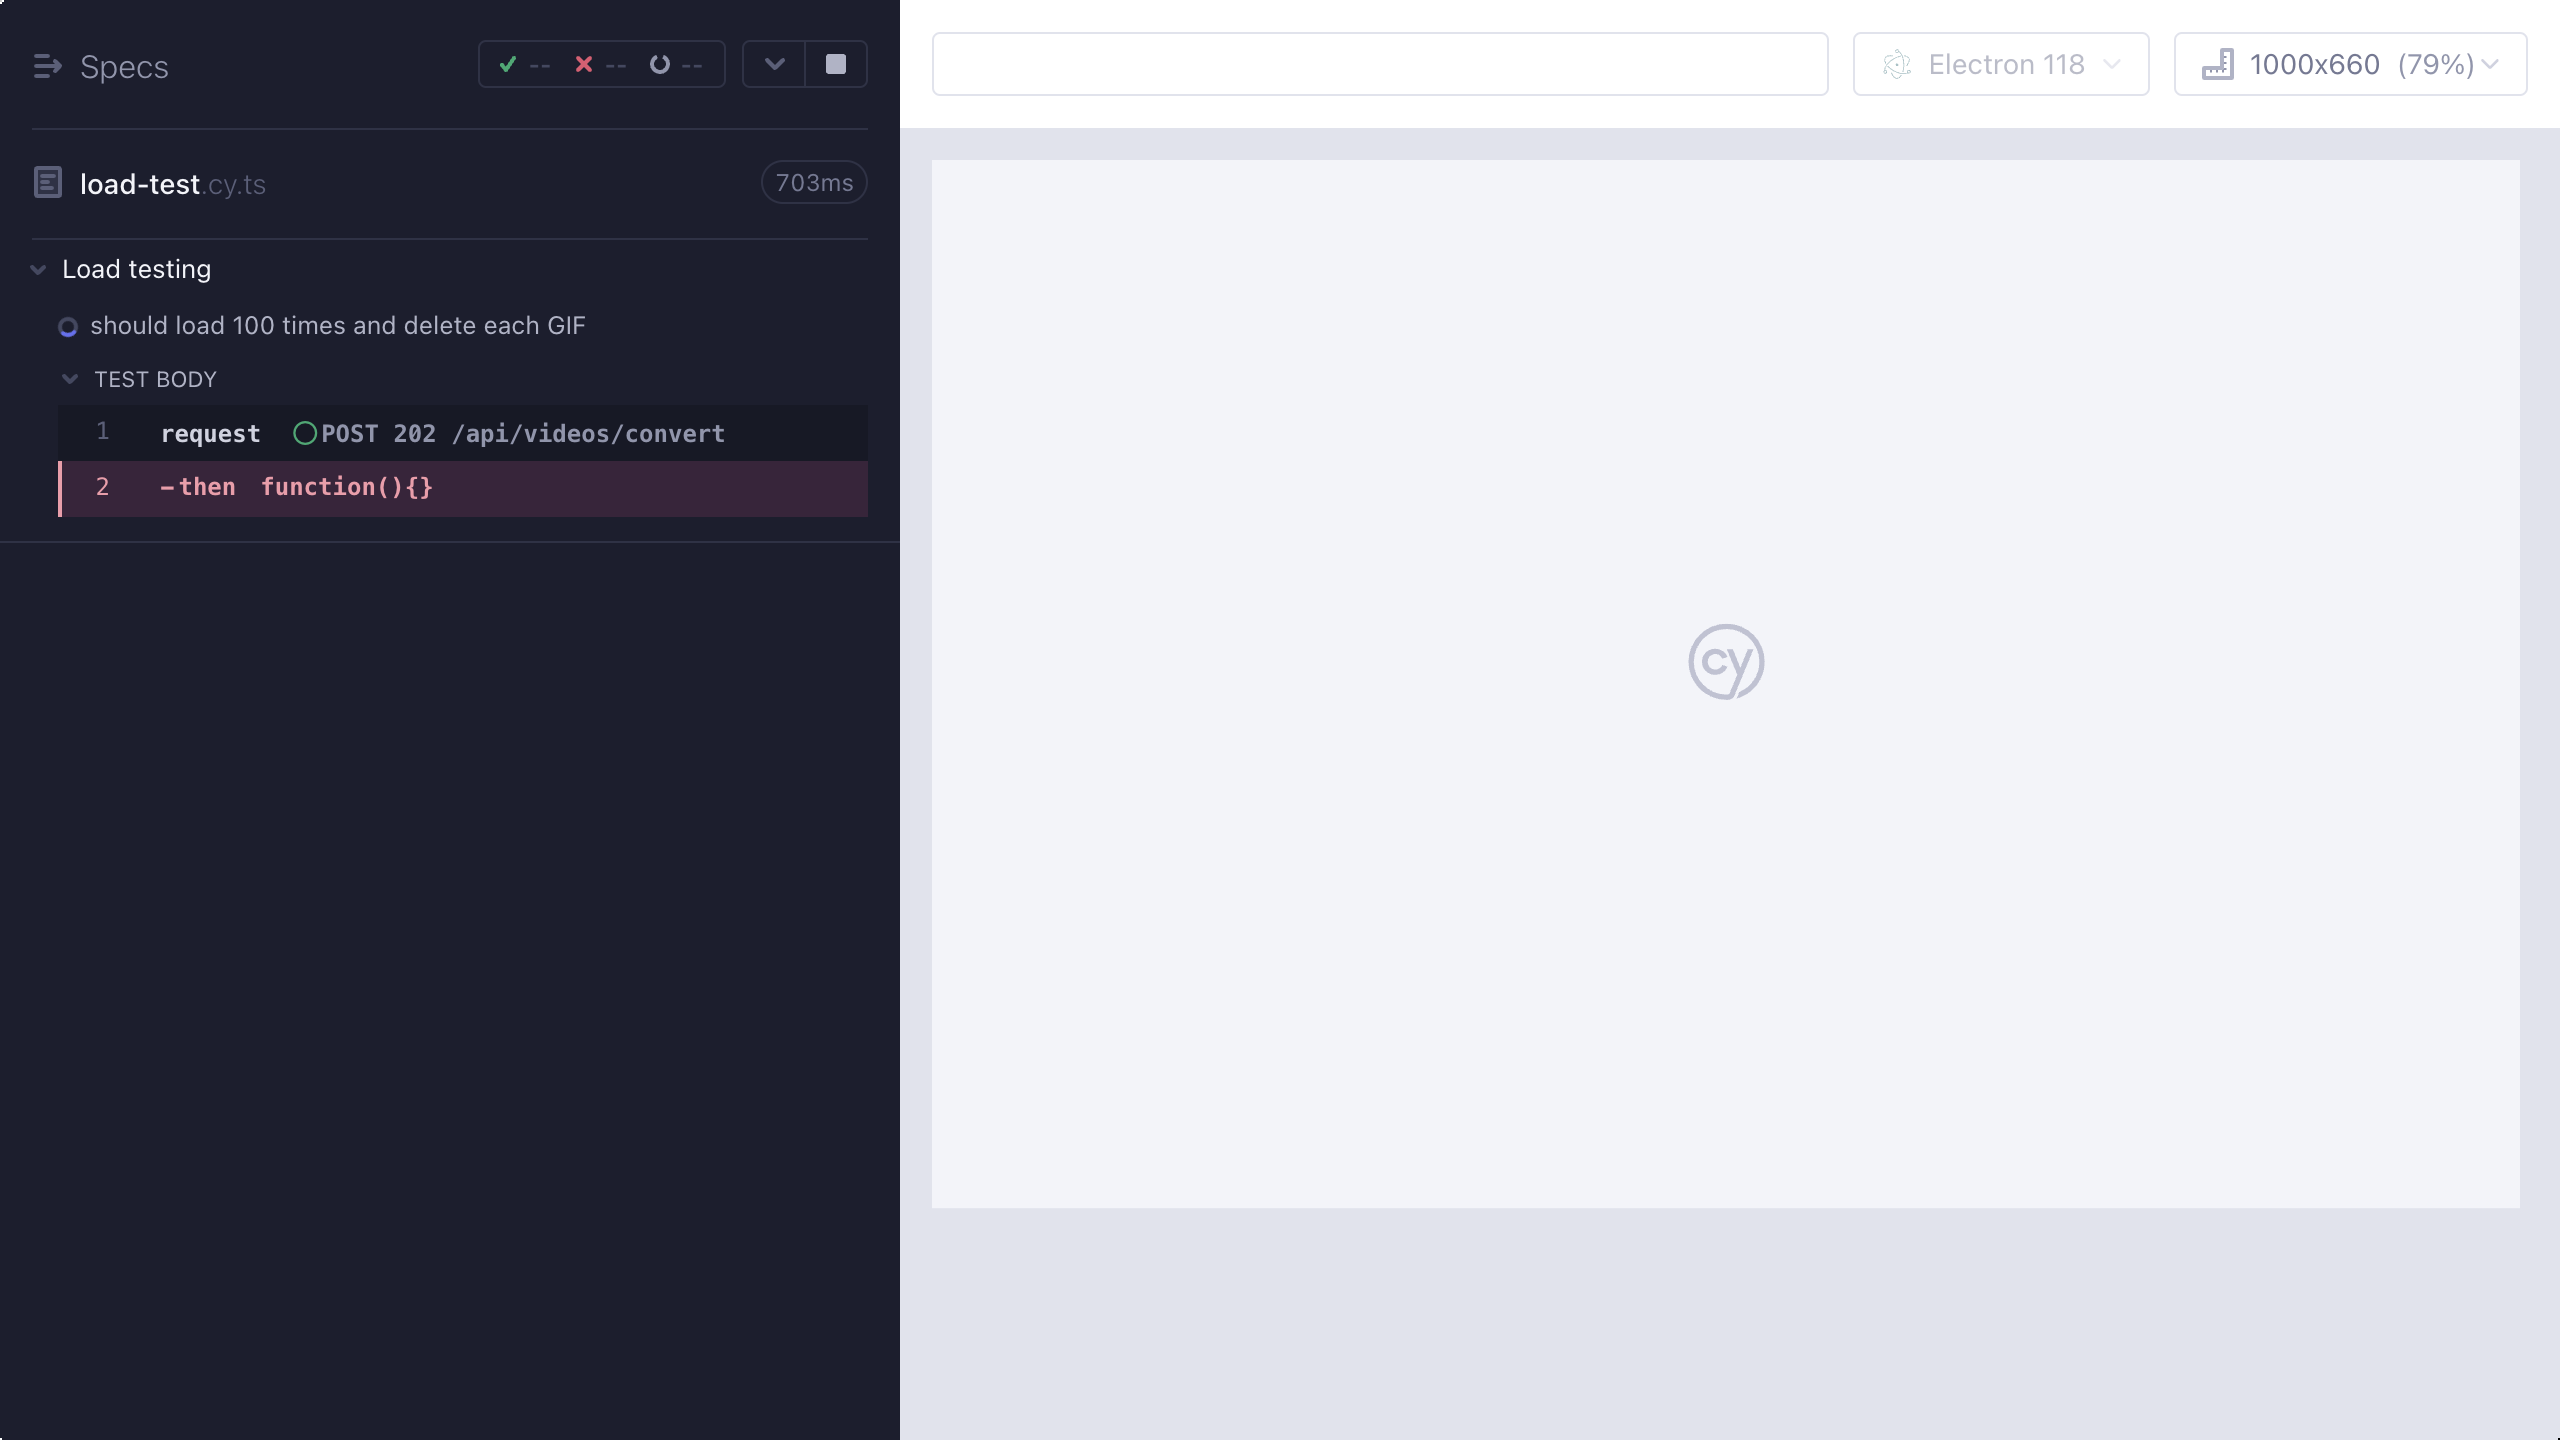 Specs
-- -- --
load-test.cy.ts
703ms
Load testing
should load 100 times and delete each GIF
TEST BODY
1 request POST 202 /api/videos/convert
2 -then function(){}
Electron 118
1000x660 (79%)
cy